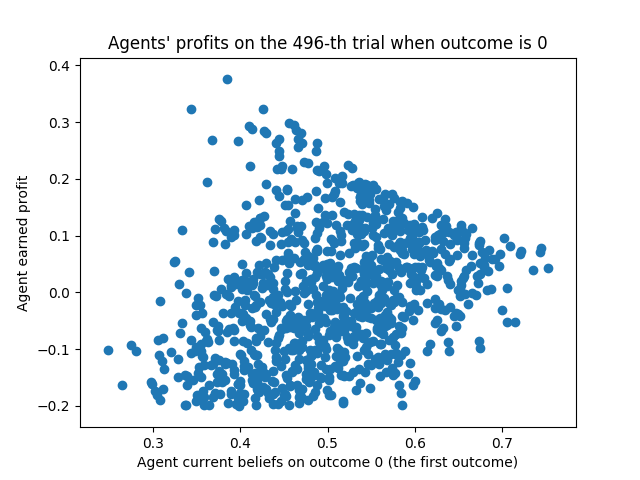 Agents' profits on the 496-th trial when outcome is 0
0.4
0.3
0.2
0.1
0.0
−0.1
−0.2
Agent earned profit
0.3 0.4 0.5 0.6 0.7
Agent current beliefs on outcome 0 (the first outcome)